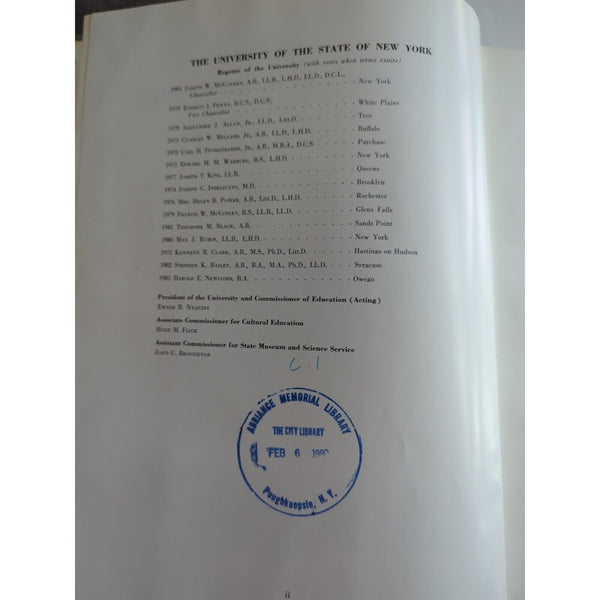 THE UNIVERSITY OF THE STATE OF NEW YORK
Regents of the University (with years when terms expire)
1984 Joseph W. McGovern, A.B., LL.B., L.H.D., LL.D., D.C.L.,
Chancellor - - - - - - - - - - - - - New York
1970 Everett J. Penny, B.C.S., D.C.S.,
Vice Chancellor - - - - - - - - - - - White Plains
1978 Alexander J. Allan, Jr., LL.D., Litt.D. - - - - - Troy
1973 Charles W. Millard, Jr., A.B., LL.D., L.H.D. - - - Buffalo
1972 Carl H. Pforzheimer, Jr., A.B., M.B.A., D.C.S. - - - Purchase
1975 Edward M. M. Warburg, B.S., L.H.D. - - - - - New York
1977 Joseph T. King, LL.B. - - - - - - - - - Queens
1974 Joseph C. Indelicato, M.D. - - - - - - - - Brooklyn
1976 Mrs. Helen B. Power, A.B., Litt.D., L.H.D. - - - - Rochester
1979 Francis W. McGinley, B.S., LL.B., LL.D. - - - - Glens Falls
1981 Theodore M. Black, A.B. - - - - - - - - Sands Point
1980 Max J. Rubin, LL.B., L.H.D. - - - - - - - New York
1971 Kenneth B. Clark, A.B., M.S., Ph.D., Litt.D. - - - Hastings on Hudson
1982 Stephen K. Bailey, A.B., B.A., M.A., Ph.D., LL.D. - - Syracuse
1983 Harold E. Newcomb, B.A. - - - - - - - - Owego
President of the University and Commissioner of Education (Acting)
Ewald B. Nyquist
Associate Commissioner for Cultural Education
Hugh M. Flick
Assistant Commissioner for State Museum and Science Service
John G. Broughton
C.1
ADRIANCE MEMORIAL LIBRARY
THE CITY LIBRARY
FEB 6 1980
Poughkeepsie, N. Y.
ii